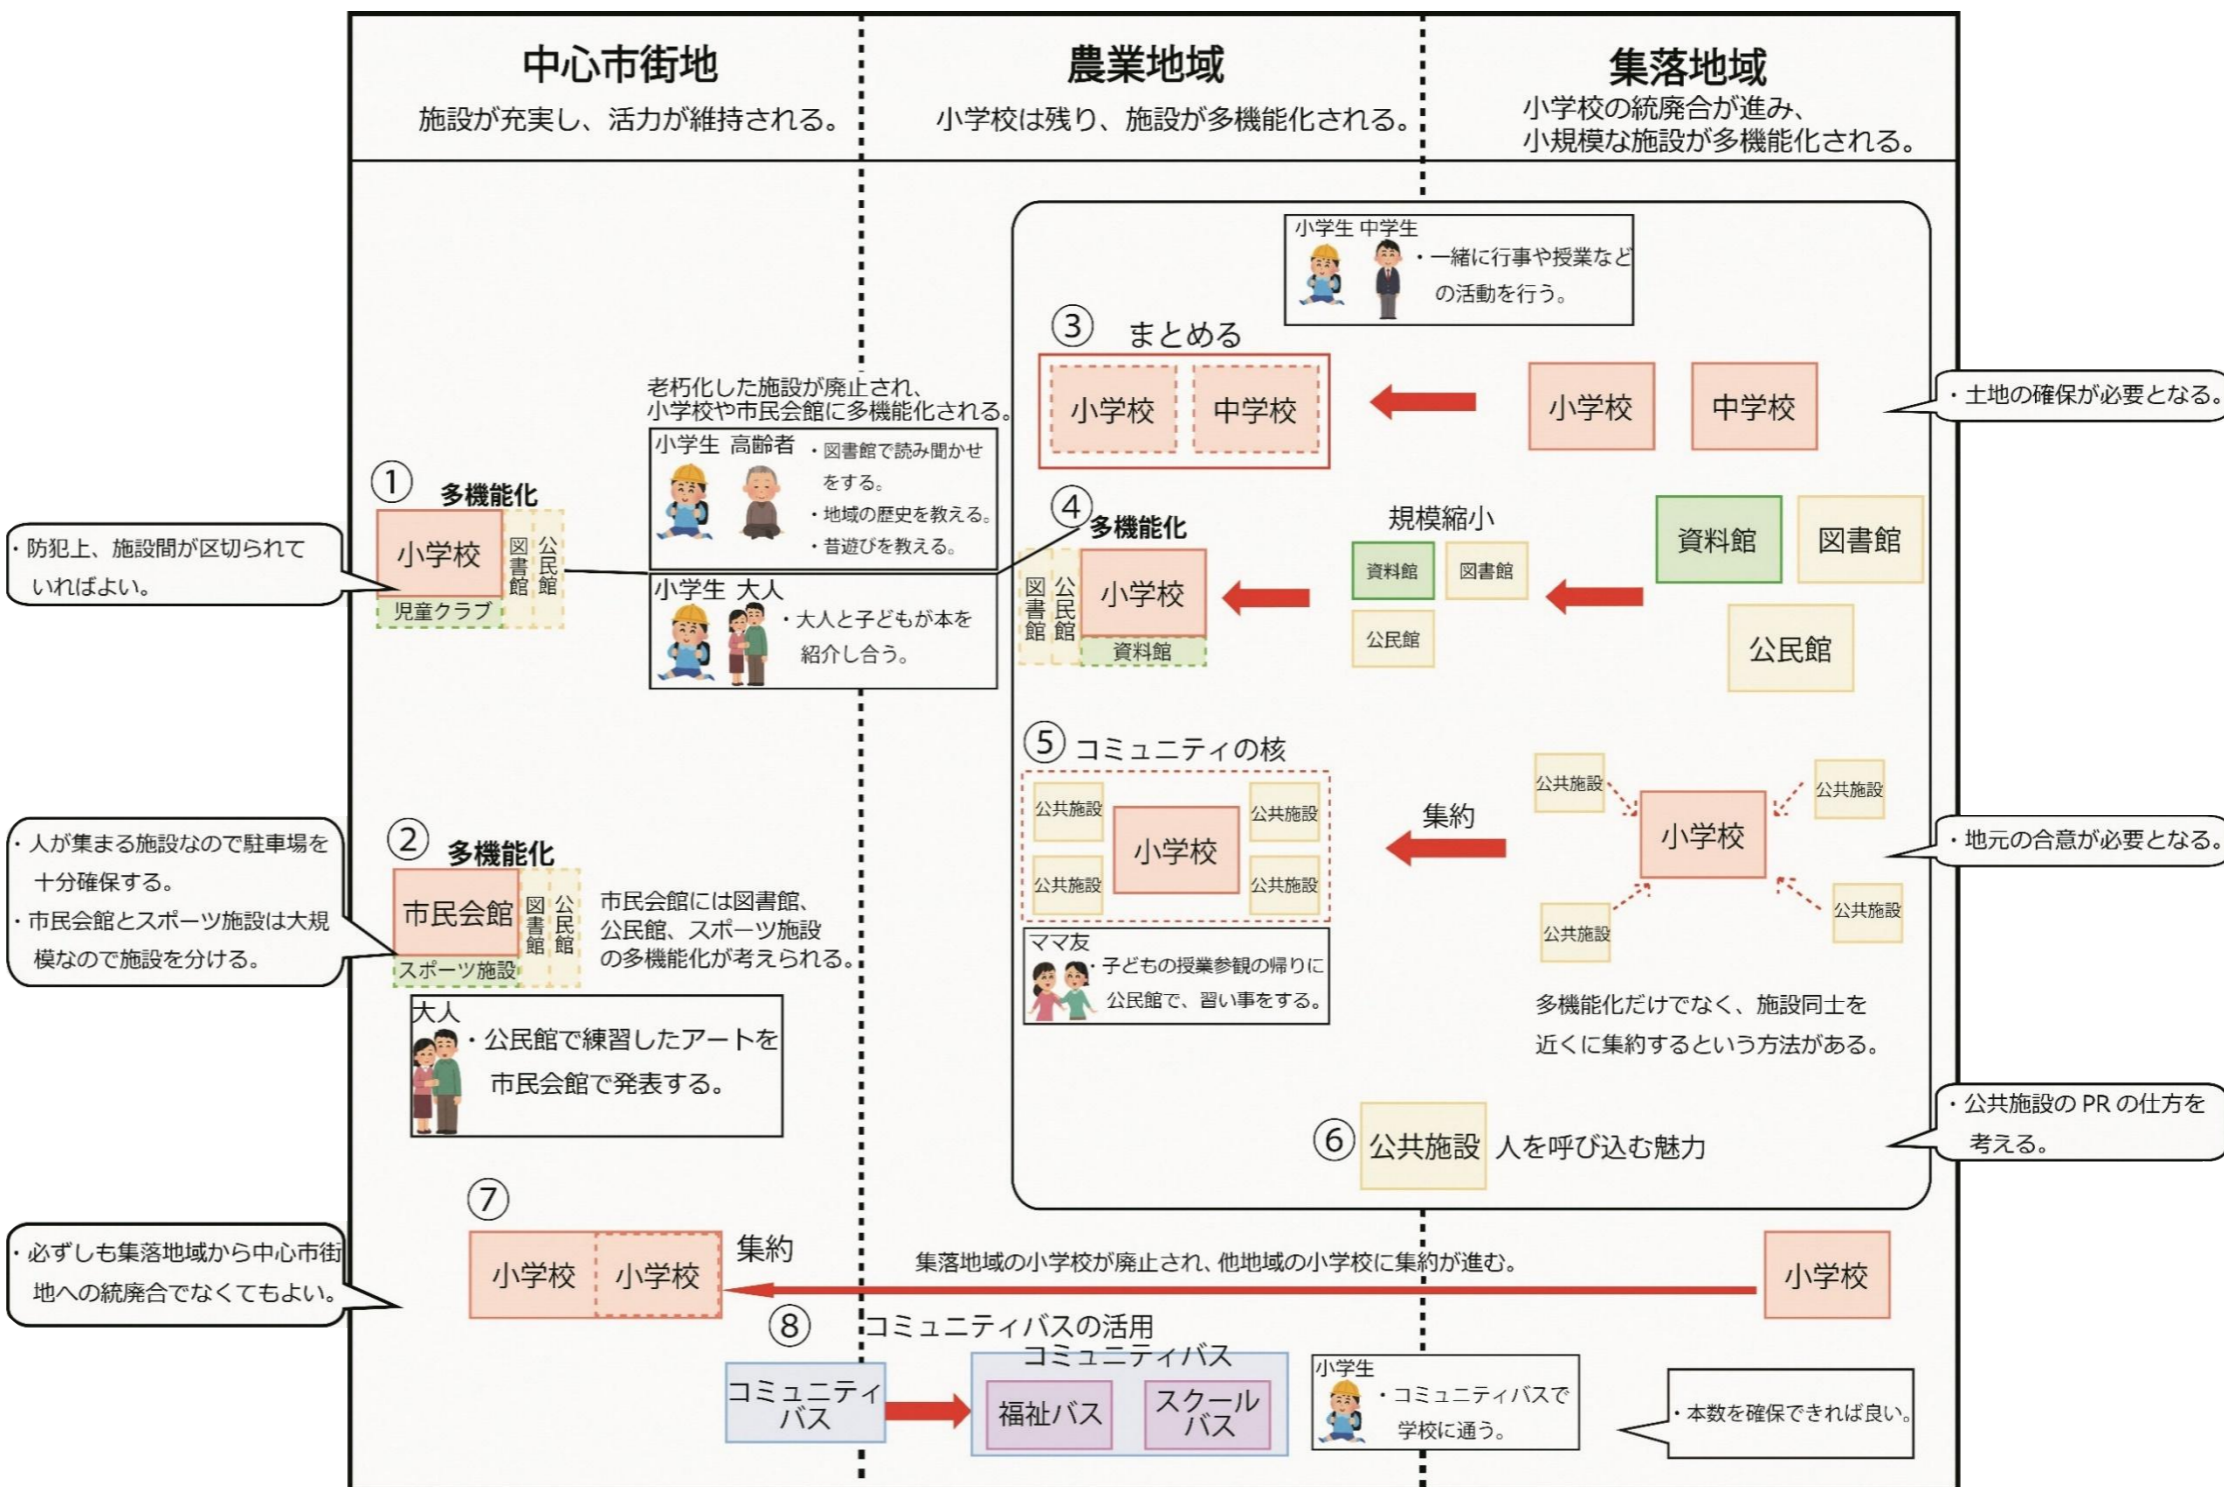 中心市街地
施設が充実し、活力が維持される。
農業地域
小学校は残り、施設が多機能化される。
集落地域
小学校の統廃合が進み、
小規模な施設が多機能化される。
老朽化した施設が廃止され、
小学校や市民会館に多機能化される。
小学生 高齢者
・図書館で読み聞かせ
をする。
・地域の歴史を教える。
・昔遊びを教える。
小学生 大人
・大人と子どもが本を
紹介し合う。
①
多機能化
小学校
図書館
公民館
児童クラブ
・防犯上、施設間が区切られて
いればよい。
②
多機能化
市民会館
図書館
公民館
スポーツ施設
市民会館には図書館、
公民館、スポーツ施設
の多機能化が考えられる。
・人が集まる施設なので駐車場を
十分確保する。
・市民会館とスポーツ施設は大規
模なので施設を分ける。
大人
・公民館で練習したアートを
市民会館で発表する。
小学生 中学生
・一緒に行事や授業など
の活動を行う。
③
まとめる
小学校
中学校
小学校
中学校
・土地の確保が必要となる。
④
多機能化
図書館
公民館
小学校
資料館
規模縮小
資料館
図書館
公民館
資料館
図書館
公民館
⑤
コミュニティの核
公共施設
公共施設
小学校
公共施設
公共施設
集約
公共施設
公共施設
小学校
公共施設
公共施設
・地元の合意が必要となる。
ママ友
・子どもの授業参観の帰りに
公民館で、習い事をする。
多機能化だけでなく、施設同士を
近くに集約するという方法がある。
⑥
公共施設
人を呼び込む魅力
・公共施設の PR の仕方を
考える。
⑦
小学校
小学校
集約
集落地域の小学校が廃止され、他地域の小学校に集約が進む。
小学校
・必ずしも集落地域から中心市街
地への統廃合でなくてもよい。
⑧
コミュニティバスの活用
コミュニティ
バス
コミュニティバス
福祉バス
スクール
バス
小学生
・コミュニティバスで
学校に通う。
・本数を確保できれば良い。